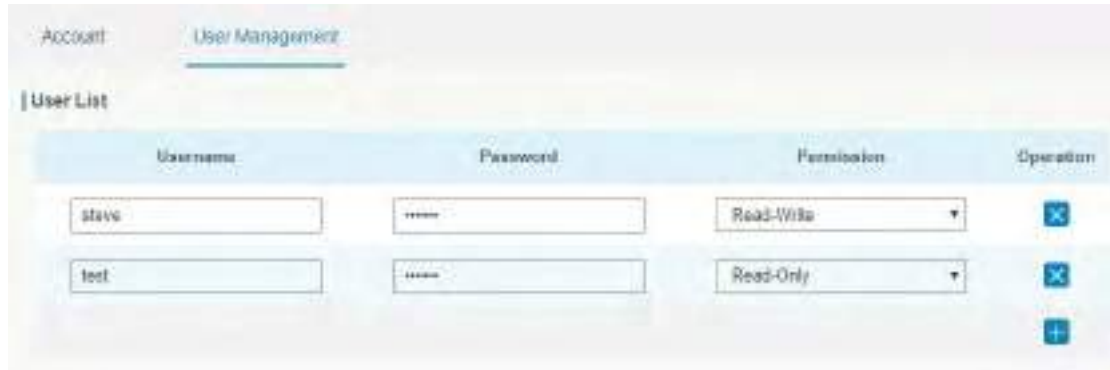 Account User Management
User List
Username Password Permission Operation
steve •••••• Read-Write
test •••••• Read-Only